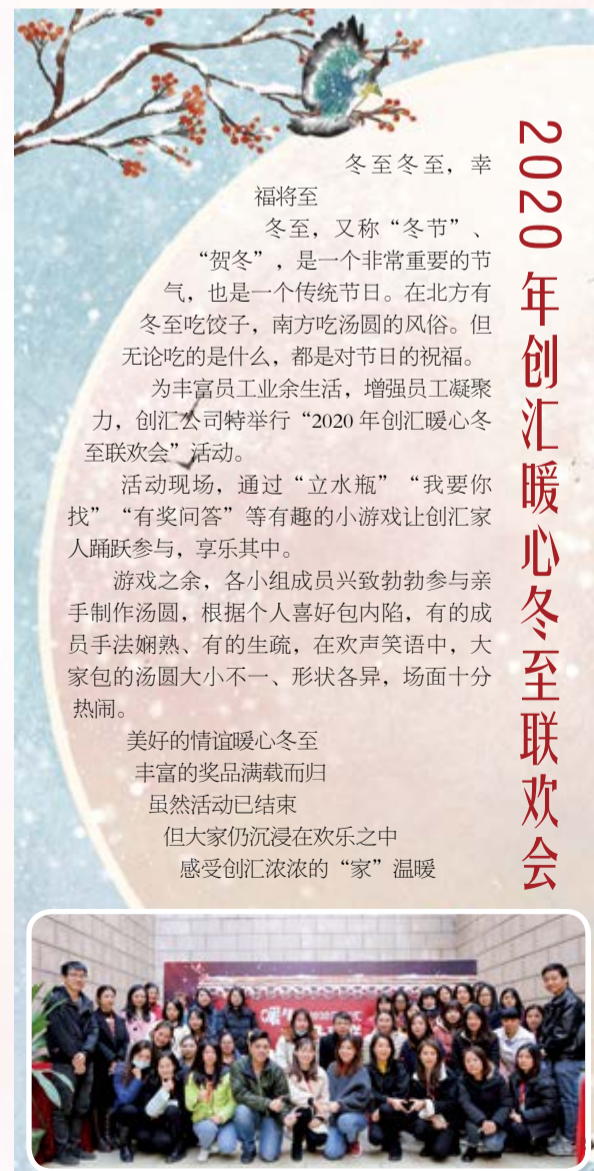 2020 年创汇暖心冬至联欢会
冬至冬至，幸
福将至
冬至，又称“冬节”、
“贺冬”，是一个非常重要的节
气，也是一个传统节日。在北方有
冬至吃饺子，南方吃汤圆的风俗。但
无论吃的是什么，都是对节日的祝福。
为丰富员工业余生活，增强员工凝聚
力，创汇公司特举行“2020 年创汇暖心冬
至联欢会”活动。
活动现场，通过“立水瓶”“我要你
找”“有奖问答”等有趣的小游戏让创汇家
人踊跃参与，享乐其中。
游戏之余，各小组成员兴致勃勃参与亲
手制作汤圆，根据个人喜好包内陷，有的成
员手法娴熟、有的生疏，在欢声笑语中，大
家包的汤圆大小不一、形状各异，场面十分
热闹。
美好的情谊暖心冬至
丰富的奖品满载而归
虽然活动已结束
但大家仍沉浸在欢乐之中
感受创汇浓浓的“家”温暖